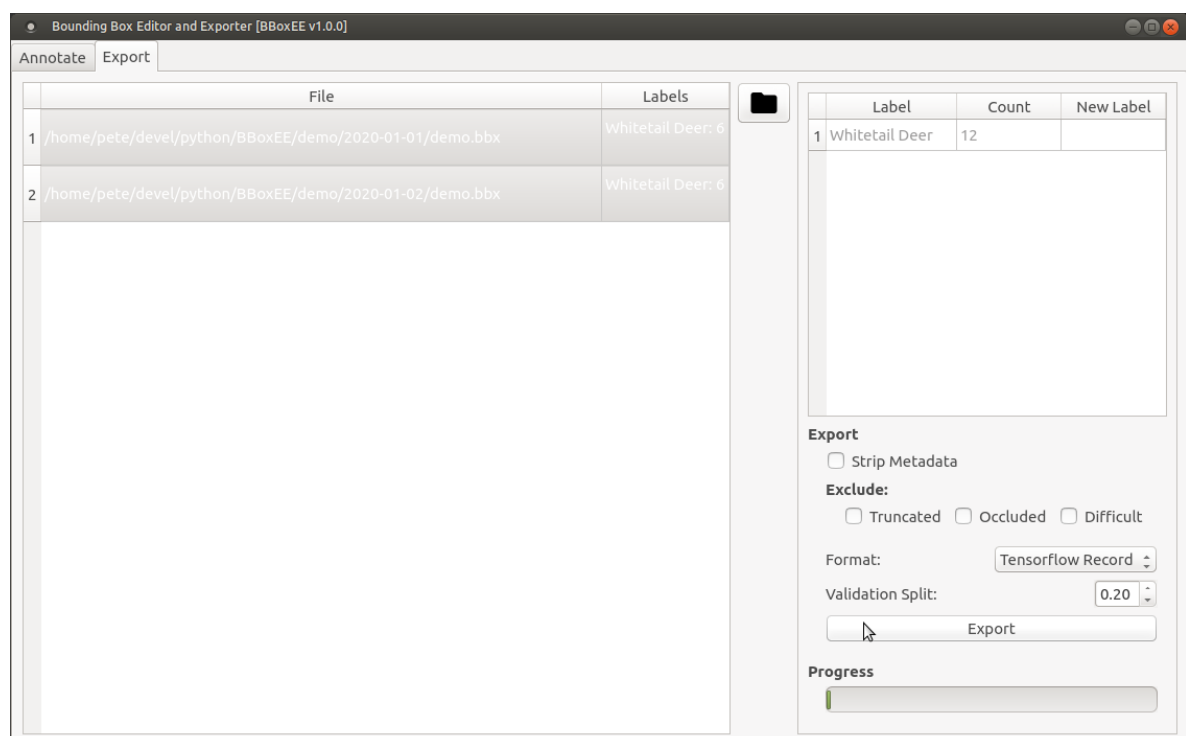 Bounding Box Editor and Exporter [BBoxEE v1.0.0]
Annotate Export
File Labels
1 /home/pete/devel/python/BBoxEE/demo/2020-01-01/demo.bbx Whitetail Deer: 6
2 /home/pete/devel/python/BBoxEE/demo/2020-01-02/demo.bbx Whitetail Deer: 6
Label Count New Label
1 Whitetail Deer 12
Export
Strip Metadata
Exclude:
Truncated Occluded Difficult
Format: Tensorflow Record
Validation Split: 0.20
Export
Progress